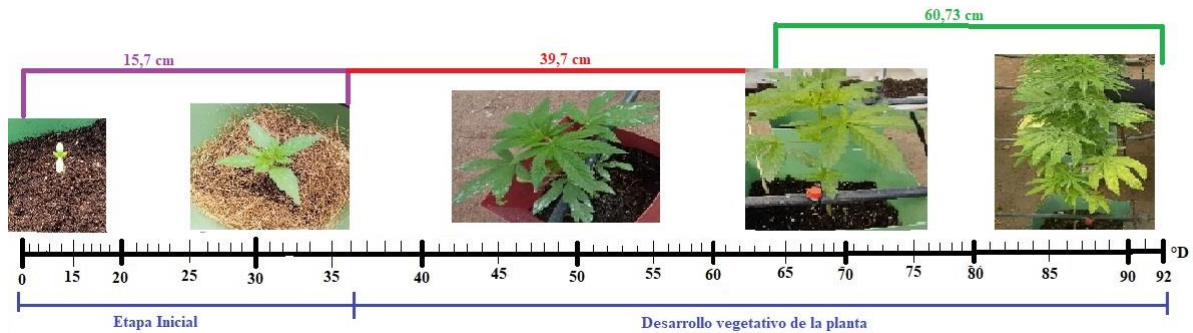 60,73 cm
15,7 cm
39,7 cm
0 15 20 25 30 35 40 45 50 55 60 65 70 75 80 85 90 92 °D
Etapa Inicial
Desarrollo vegetativo de la planta